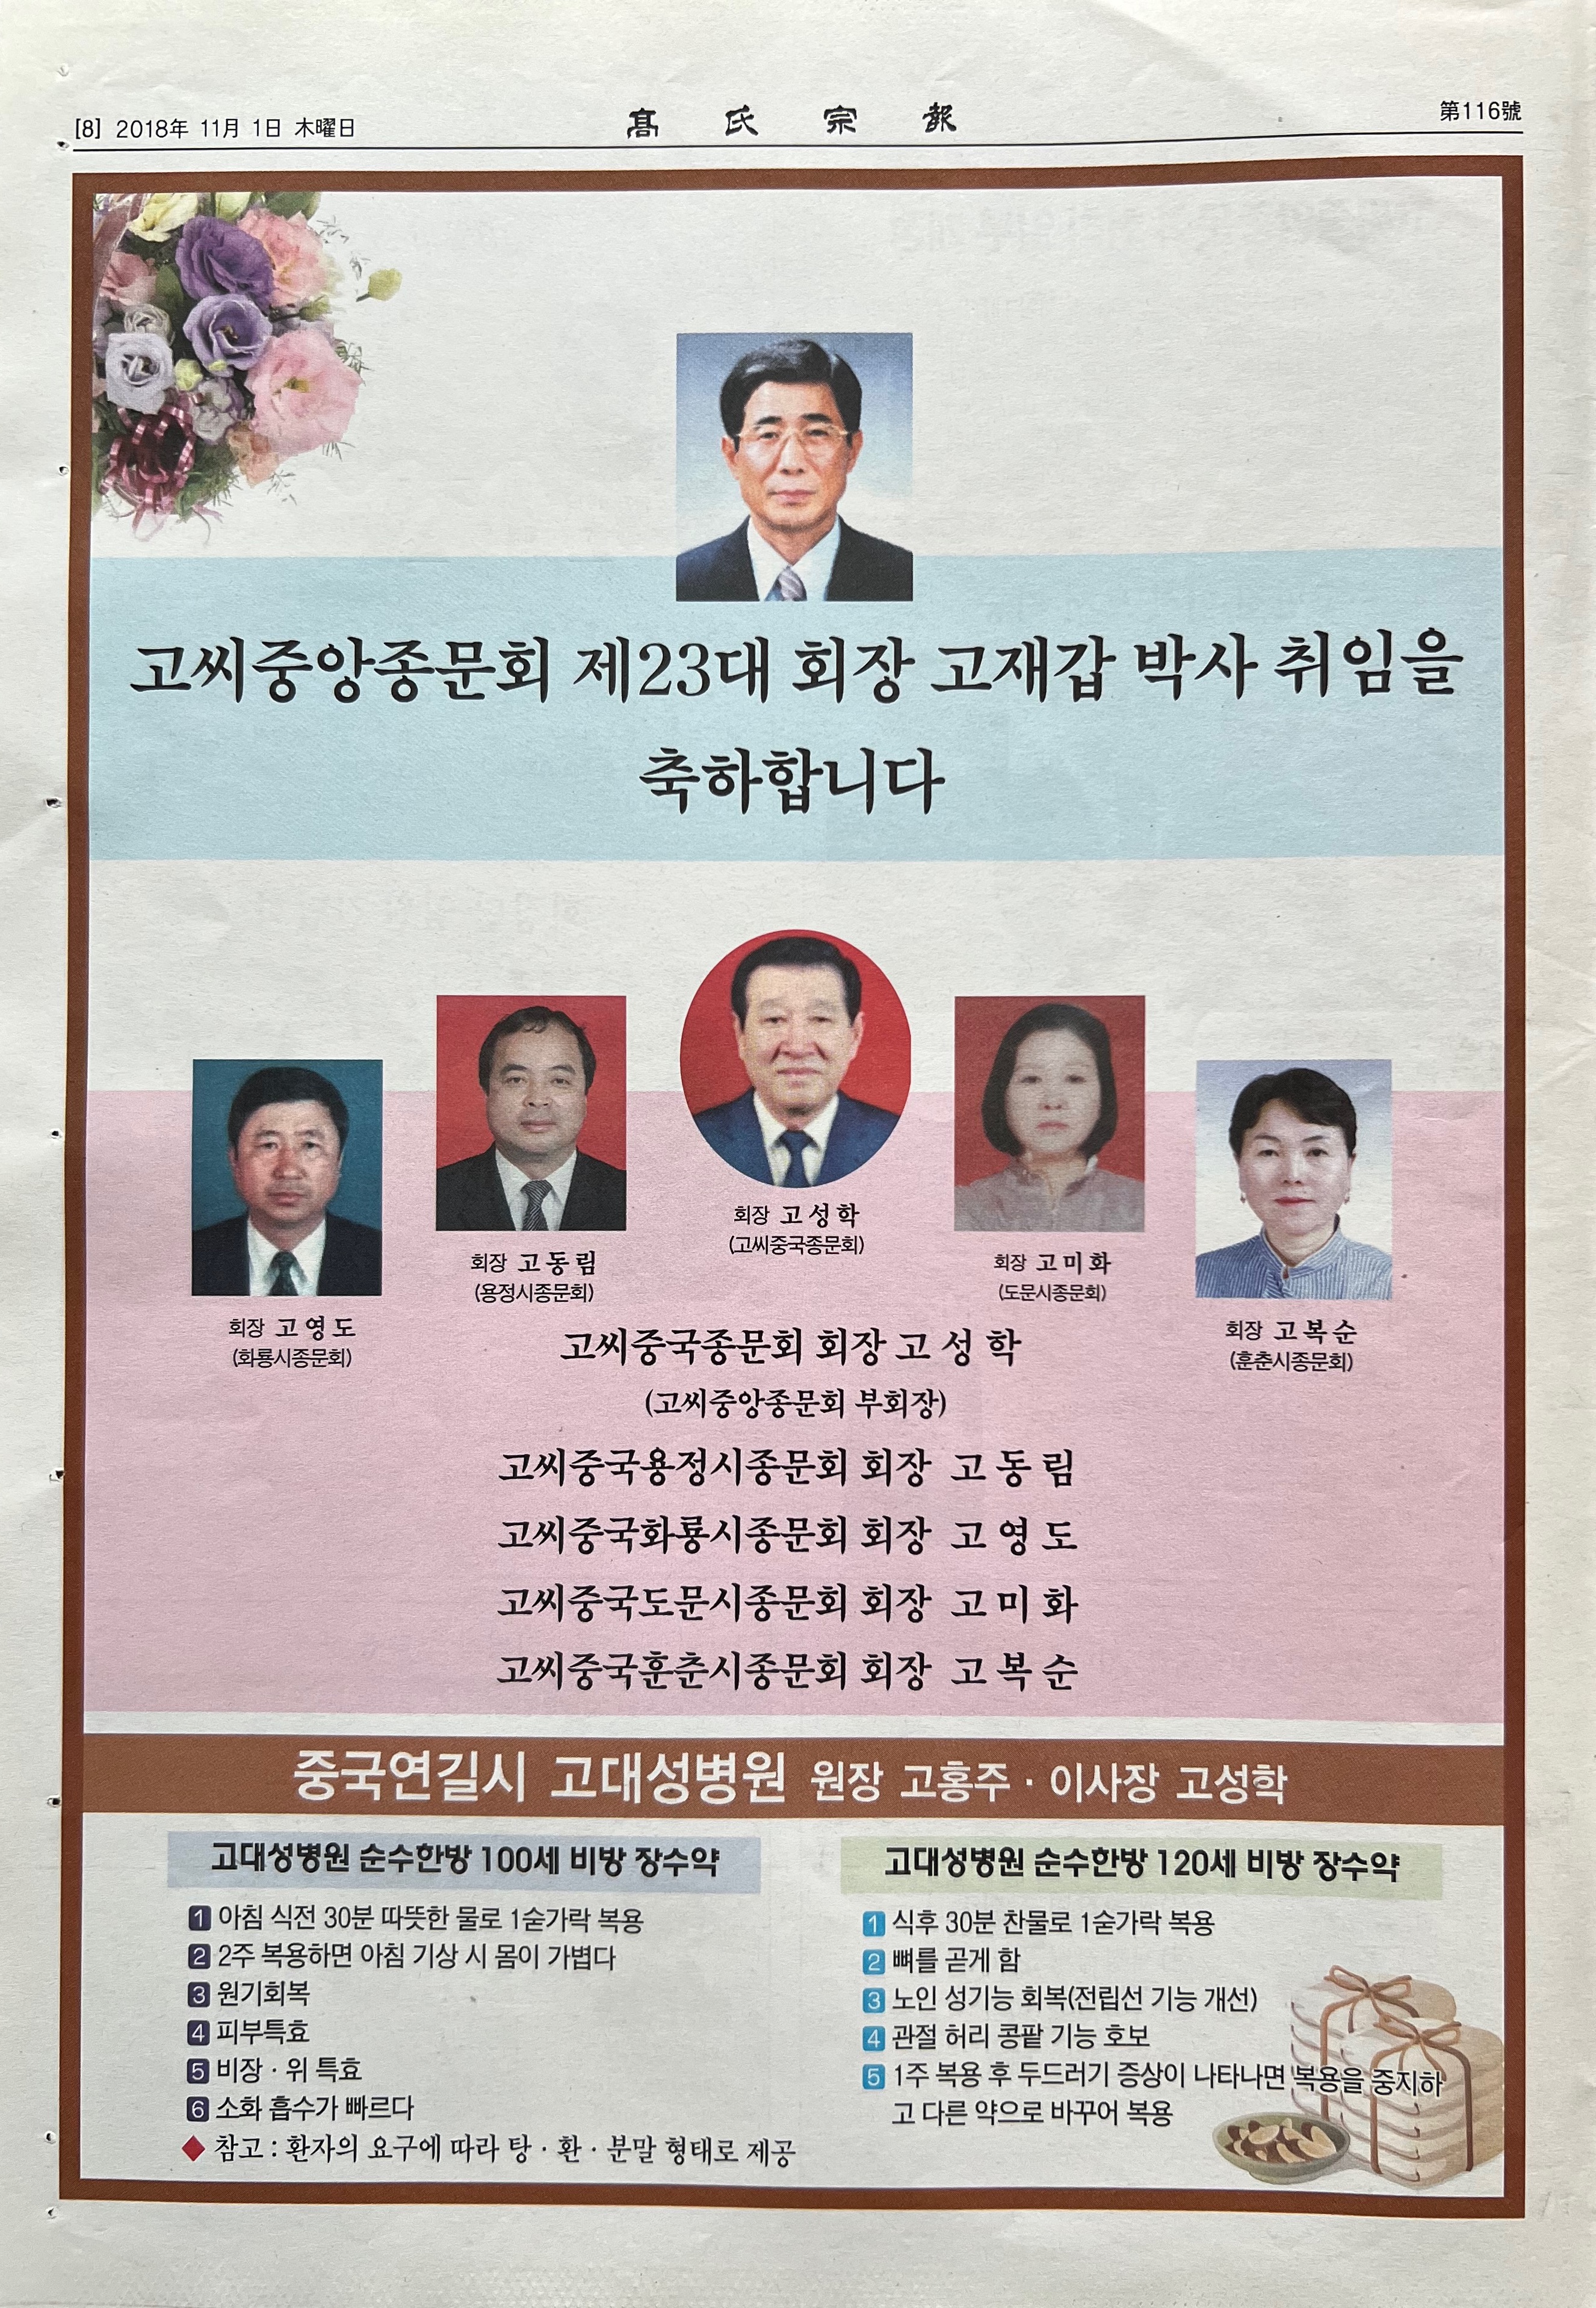 [8] 2018年 11月 1日 木曜日
髙氏宗報
第116號
고씨중앙종문회 제23대 회장 고재갑 박사 취임을
축하합니다
회장 고성학
(고씨중국종문회)
회장 고동림
(용정시종문회)
회장 고미화
(도문시종문회)
회장 고영도
(화룡시종문회)
회장 고복순
(훈춘시종문회)
고씨중국종문회 회장 고 성 학
(고씨중앙종문회 부회장)
고씨중국용정시종문회 회장 고 동 림
고씨중국화룡시종문회 회장 고 영 도
고씨중국도문시종문회 회장 고 미 화
고씨중국훈춘시종문회 회장 고 복 순
중국연길시 고대성병원 원장 고홍주 · 이사장 고성학
고대성병원 순수한방 100세 비방 장수약
1 아침 식전 30분 따뜻한 물로 1숟가락 복용
2 2주 복용하면 아침 기상 시 몸이 가볍다
3 원기회복
4 피부특효
5 비장 · 위 특효
6 소화 흡수가 빠르다
◆ 참고 : 환자의 요구에 따라 탕 · 환 · 분말 형태로 제공
고대성병원 순수한방 120세 비방 장수약
1 식후 30분 찬물로 1숟가락 복용
2 뼈를 곧게 함
3 노인 성기능 회복(전립선 기능 개선)
4 관절 허리 콩팥 기능 호보
5 1주 복용 후 두드러기 증상이 나타나면 복용을 중지하
고 다른 약으로 바꾸어 복용